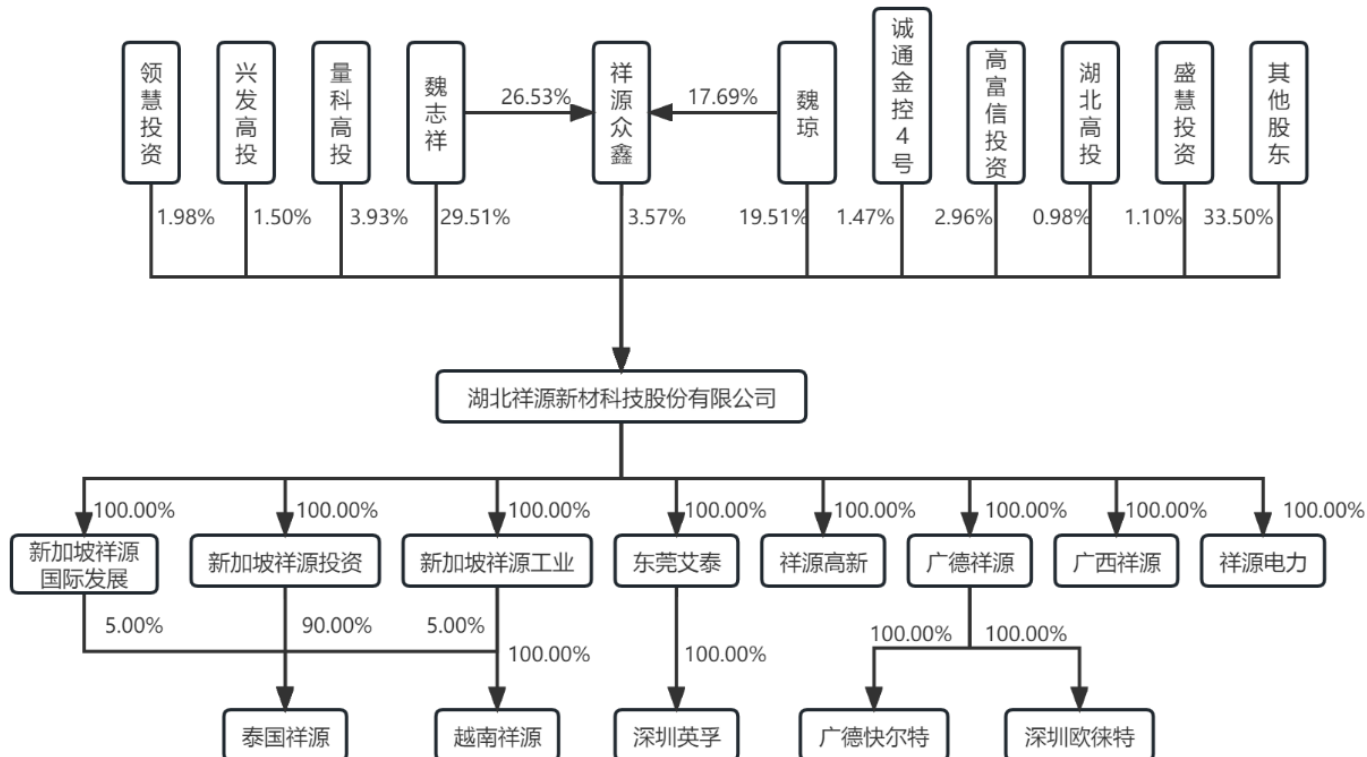 领慧投资
兴发高投
量科高投
魏志祥
26.53%
祥源众鑫
17.69%
魏琼
诚通金控4号
高富信投资
湖北高投
盛慧投资
其他股东
1.98%
1.50%
3.93%
29.51%
3.57%
19.51%
1.47%
2.96%
0.98%
1.10%
33.50%
湖北祥源新材科技股份有限公司
100.00%
100.00%
100.00%
100.00%
100.00%
100.00%
100.00%
100.00%
新加坡祥源
国际发展
新加坡祥源投资
新加坡祥源工业
东莞艾泰
祥源高新
广德祥源
广西祥源
祥源电力
5.00%
90.00%
5.00%
100.00%
100.00%
100.00%
100.00%
泰国祥源
越南祥源
深圳英孚
广德快尔特
深圳欧徕特